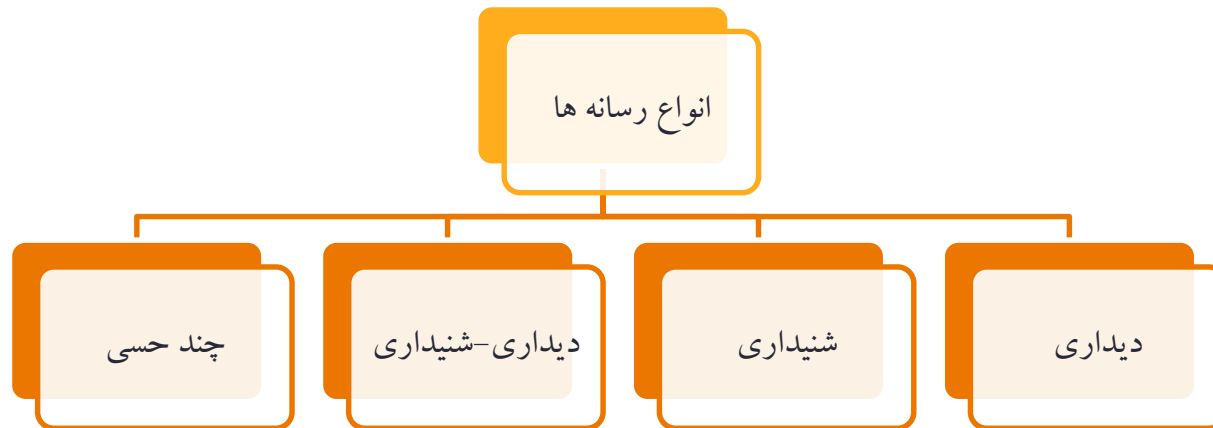 انواع رسانه ها
دیداری
شنیداری
دیداری-شنیداری
چند حسی